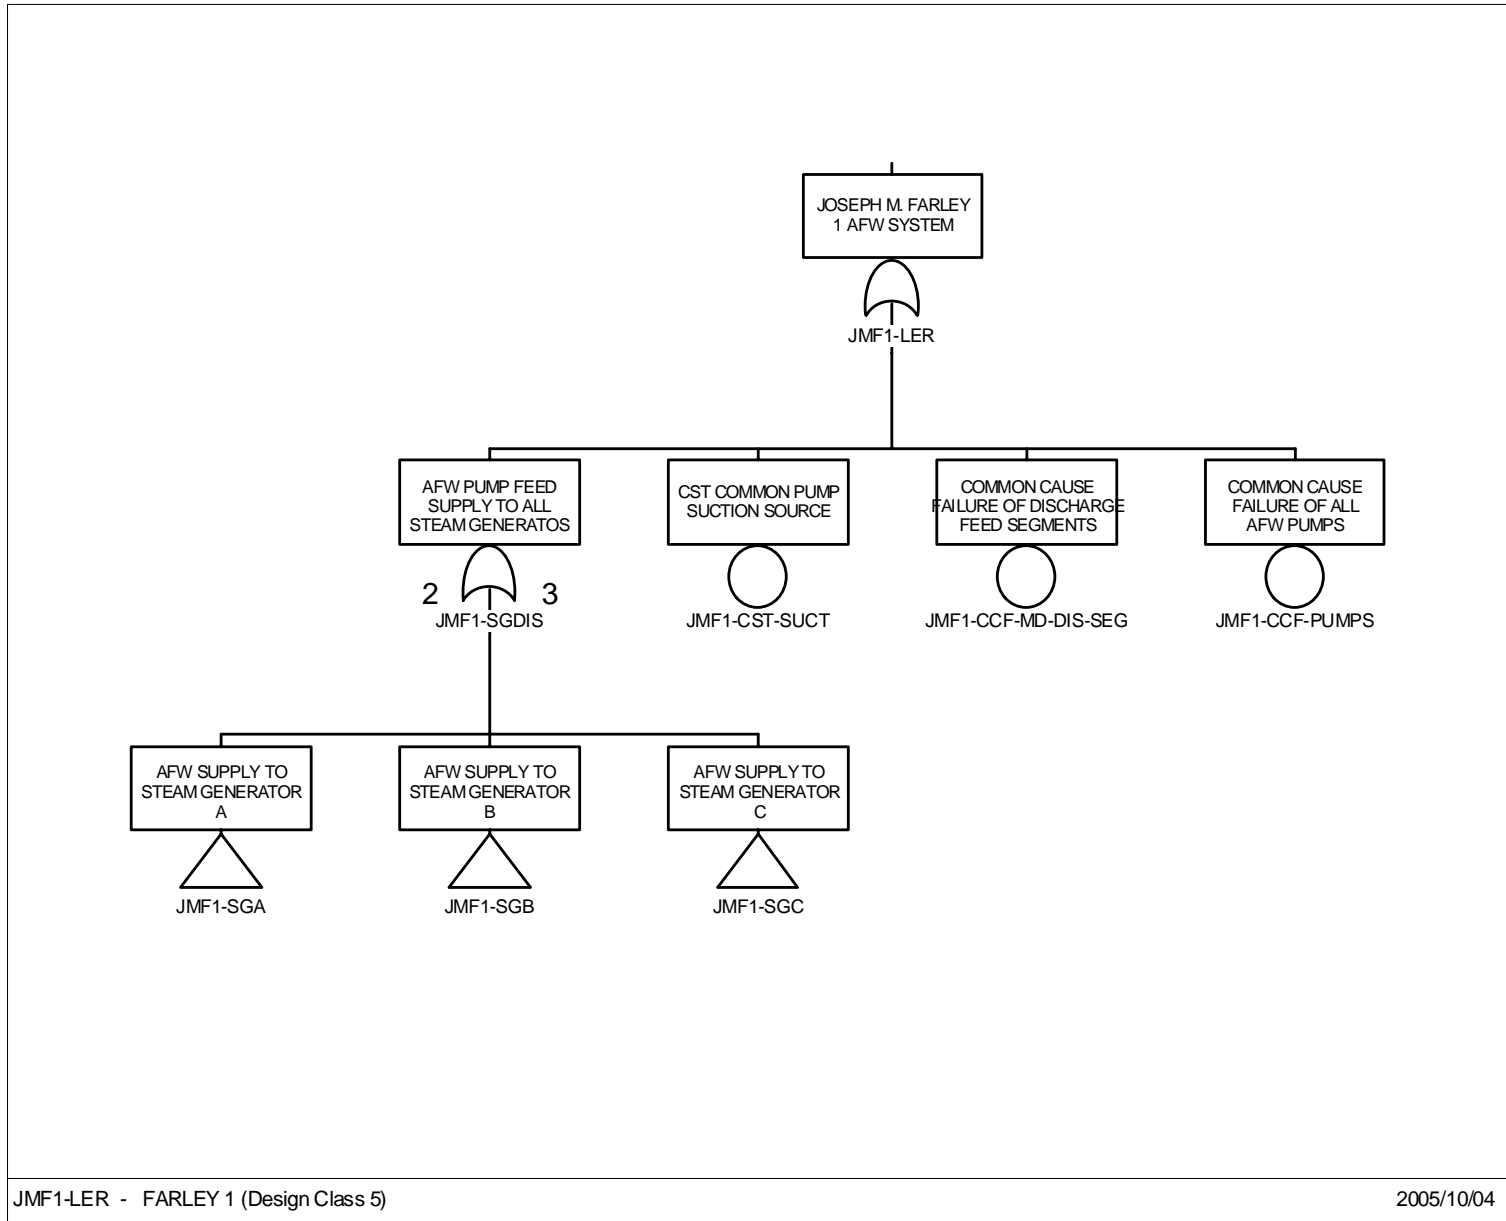 JOSEPH M. FARLEY
1 AFW SYSTEM
JMF1-LER
AFW PUMP FEED
SUPPLY TO ALL
STEAM GENERATOS
2 3
JMF1-SGDIS
CST COMMON PUMP
SUCTION SOURCE
JMF1-CST-SUCT
COMMON CAUSE
FAILURE OF DISCHARGE
FEED SEGMENTS
JMF1-CCF-MD-DIS-SEG
COMMON CAUSE
FAILURE OF ALL
AFW PUMPS
JMF1-CCF-PUMPS
AFW SUPPLY TO
STEAM GENERATOR
A
JMF1-SGA
AFW SUPPLY TO
STEAM GENERATOR
B
JMF1-SGB
AFW SUPPLY TO
STEAM GENERATOR
C
JMF1-SGC
JMF1-LER - FARLEY 1 (Design Class 5)
2005/10/04